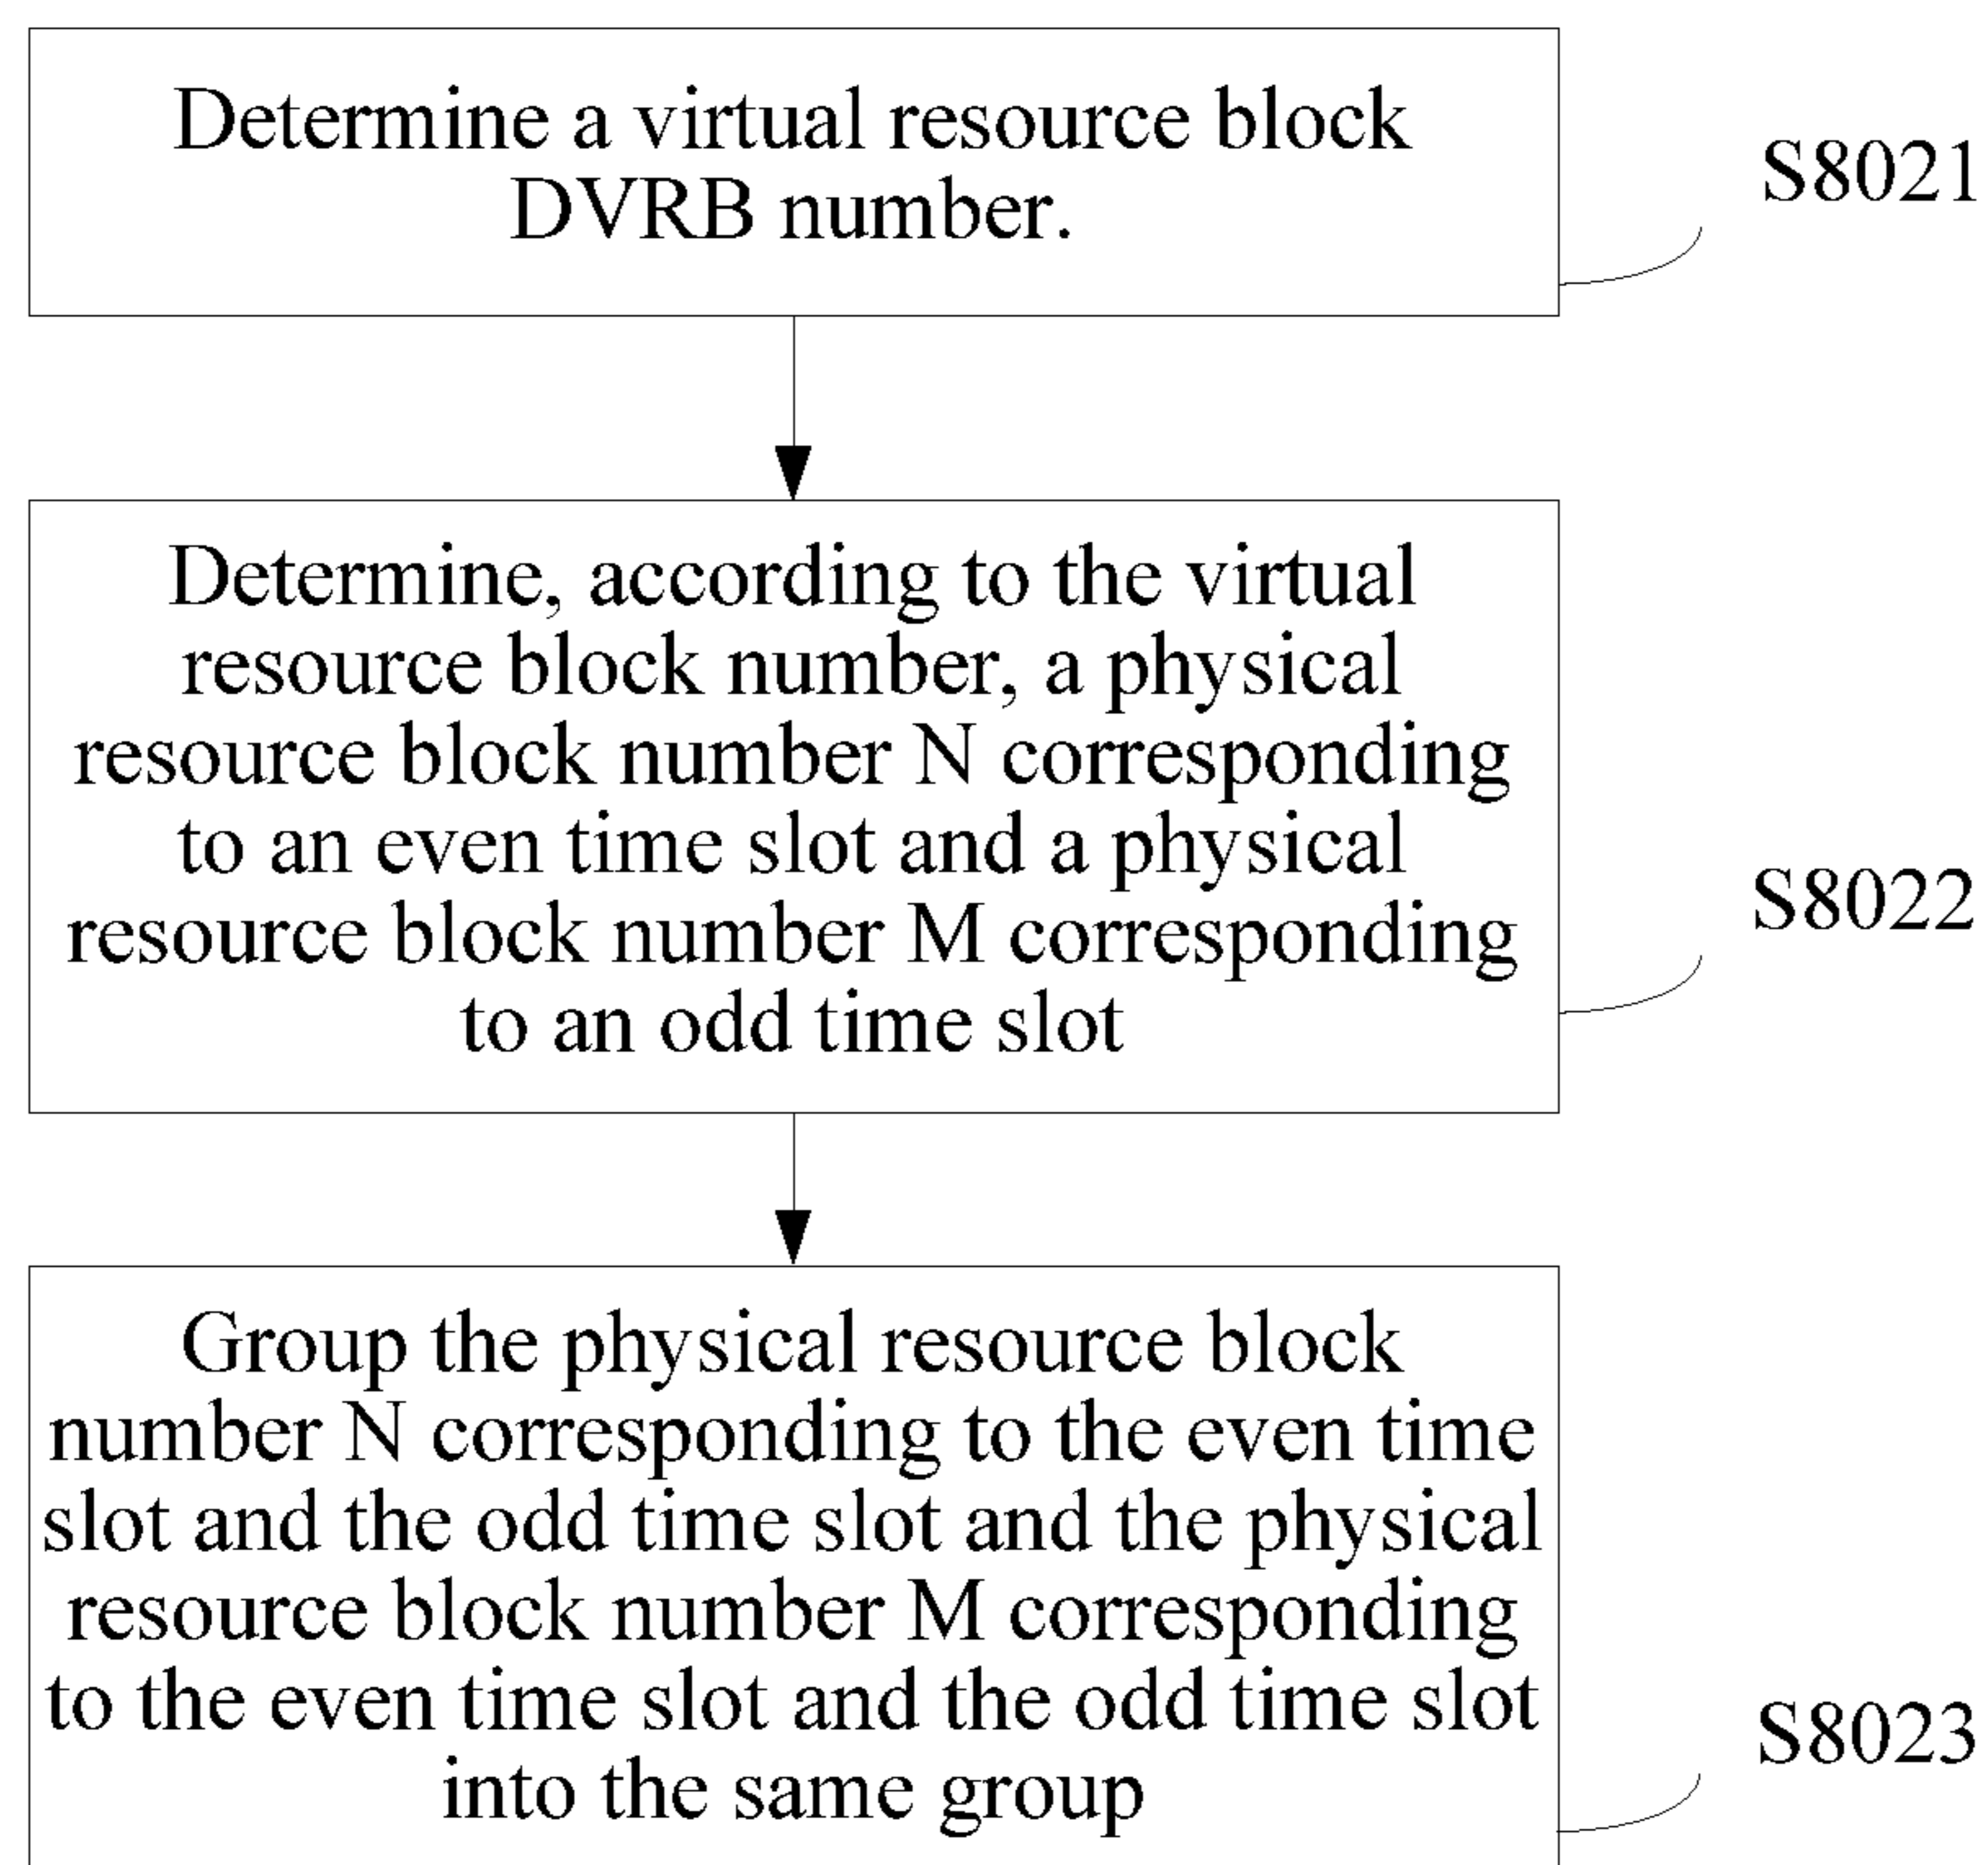 Determine a virtual resource block
DVRB number.
S8021
Determine, according to the virtual
resource block number, a physical
resource block number N corresponding
to an even time slot and a physical
resource block number M corresponding
to an odd time slot
S8022
Group the physical resource block
number N corresponding to the even time
slot and the odd time slot and the physical
resource block number M corresponding
to the even time slot and the odd time slot
into the same group
S8023